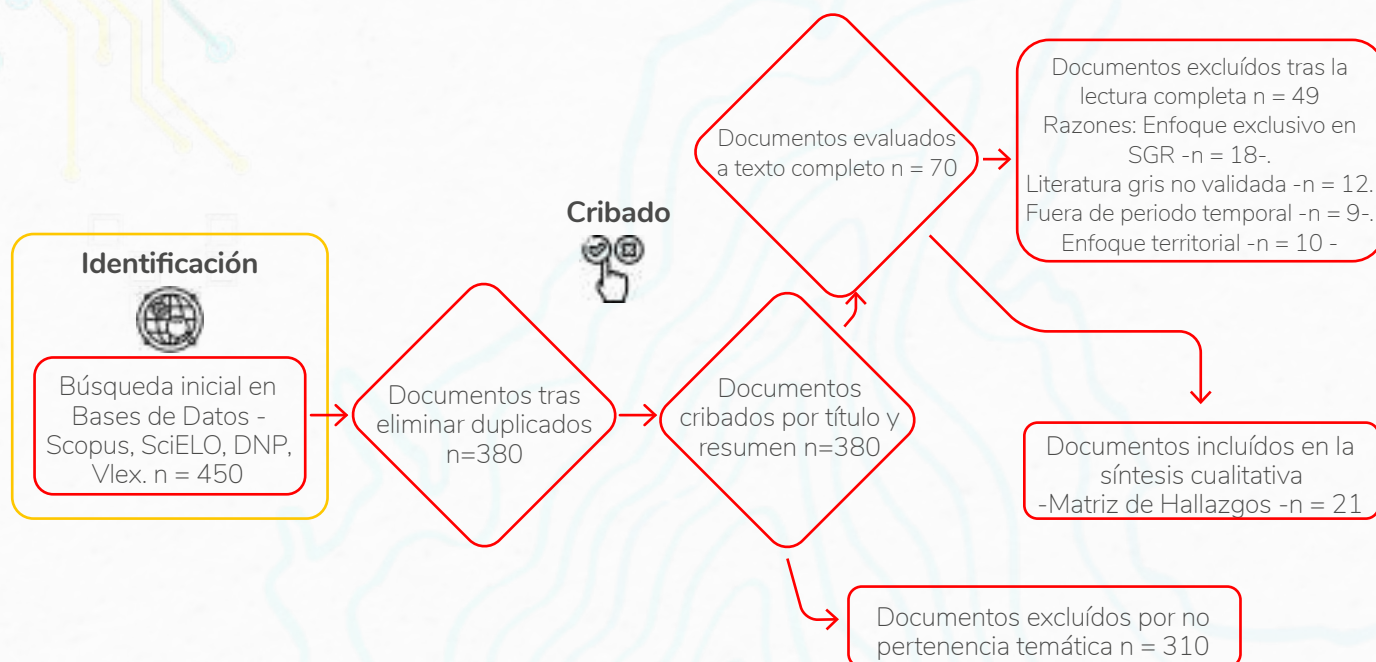 Identificación
Búsqueda inicial en
Bases de Datos -
Scopus, SciELO, DNP,
Vlex. n = 450
Documentos tras
eliminar duplicados
n=380
Cribado
Documentos
cribados por título y
resumen n=380
Documentos evaluados
a texto completo n = 70
Documentos excluídos tras la
lectura completa n = 49
Razones: Enfoque exclusivo en
SGR -n = 18-.
Literatura gris no validada -n = 12.
Fuera de periodo temporal -n = 9-.
Enfoque territorial -n = 10 -
Documentos incluídos en la
síntesis cualitativa
-Matriz de Hallazgos -n = 21
Documentos excluídos por no
pertenencia temática n = 310